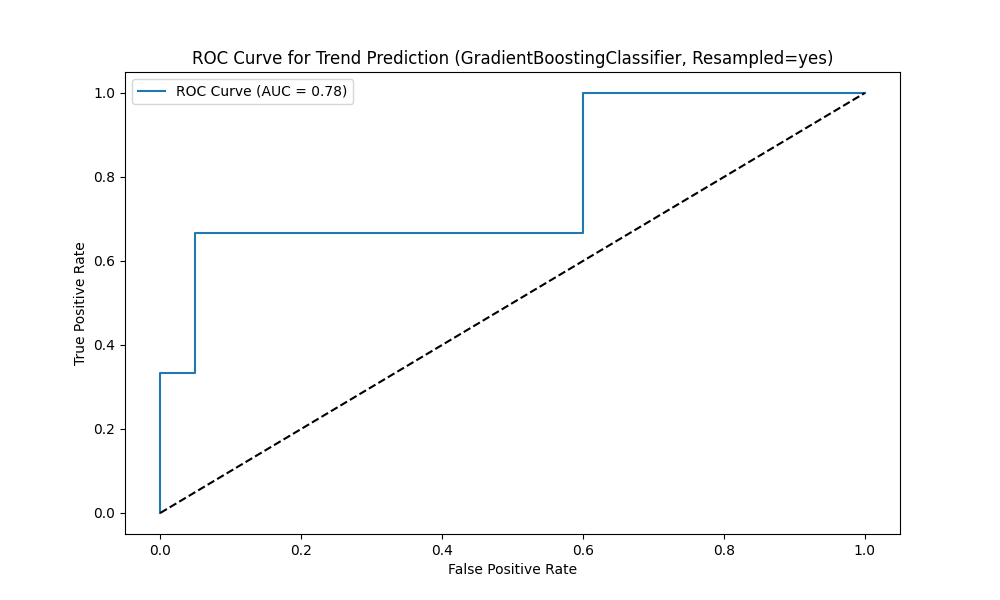 ROC Curve for Trend Prediction (GradientBoostingClassifier, Resampled=yes)
ROC Curve (AUC = 0.78)
True Positive Rate
1.0
0.8
0.6
0.4
0.2
0.0
0.0 0.2 0.4 0.6 0.8 1.0
False Positive Rate